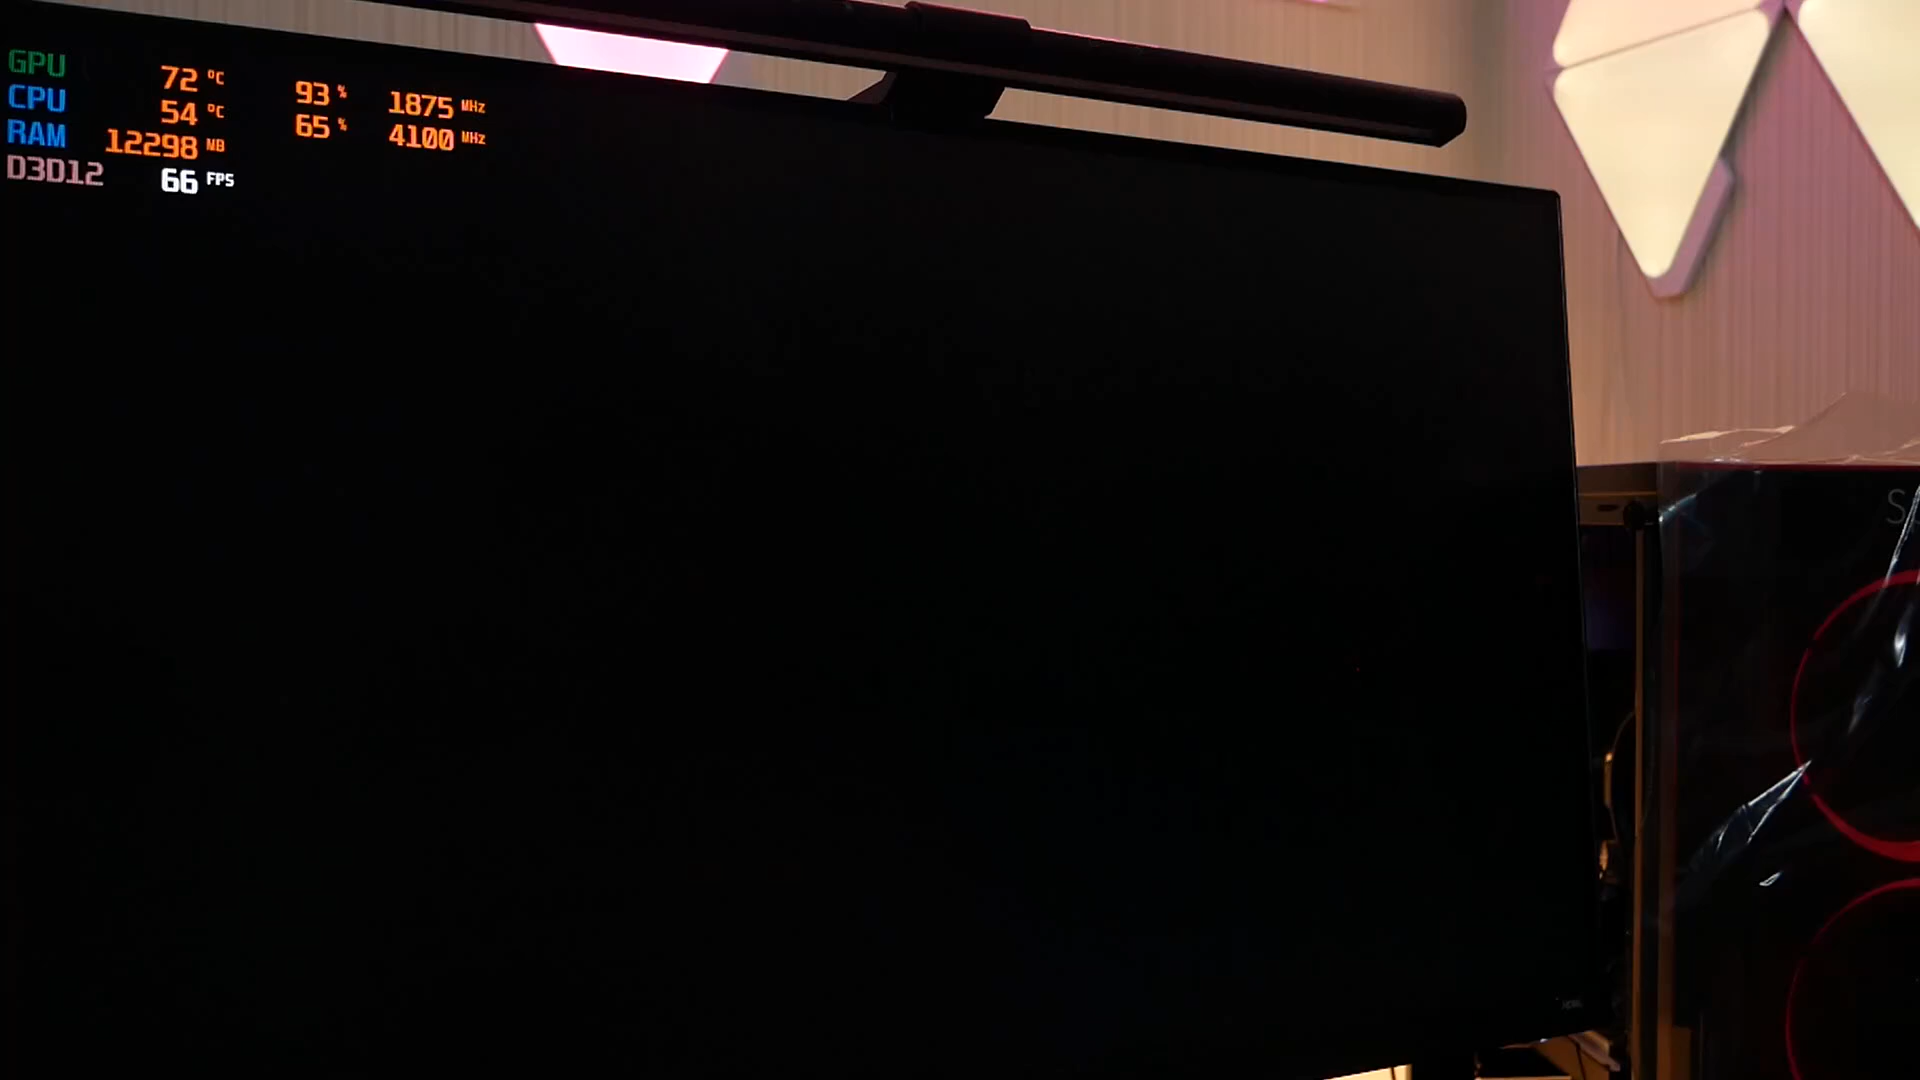 GPU 72 °C 93 % 1875 MHz
CPU 54 °C 65 % 4100 MHz
RAM 12298 MB
D3D12 66 FPS